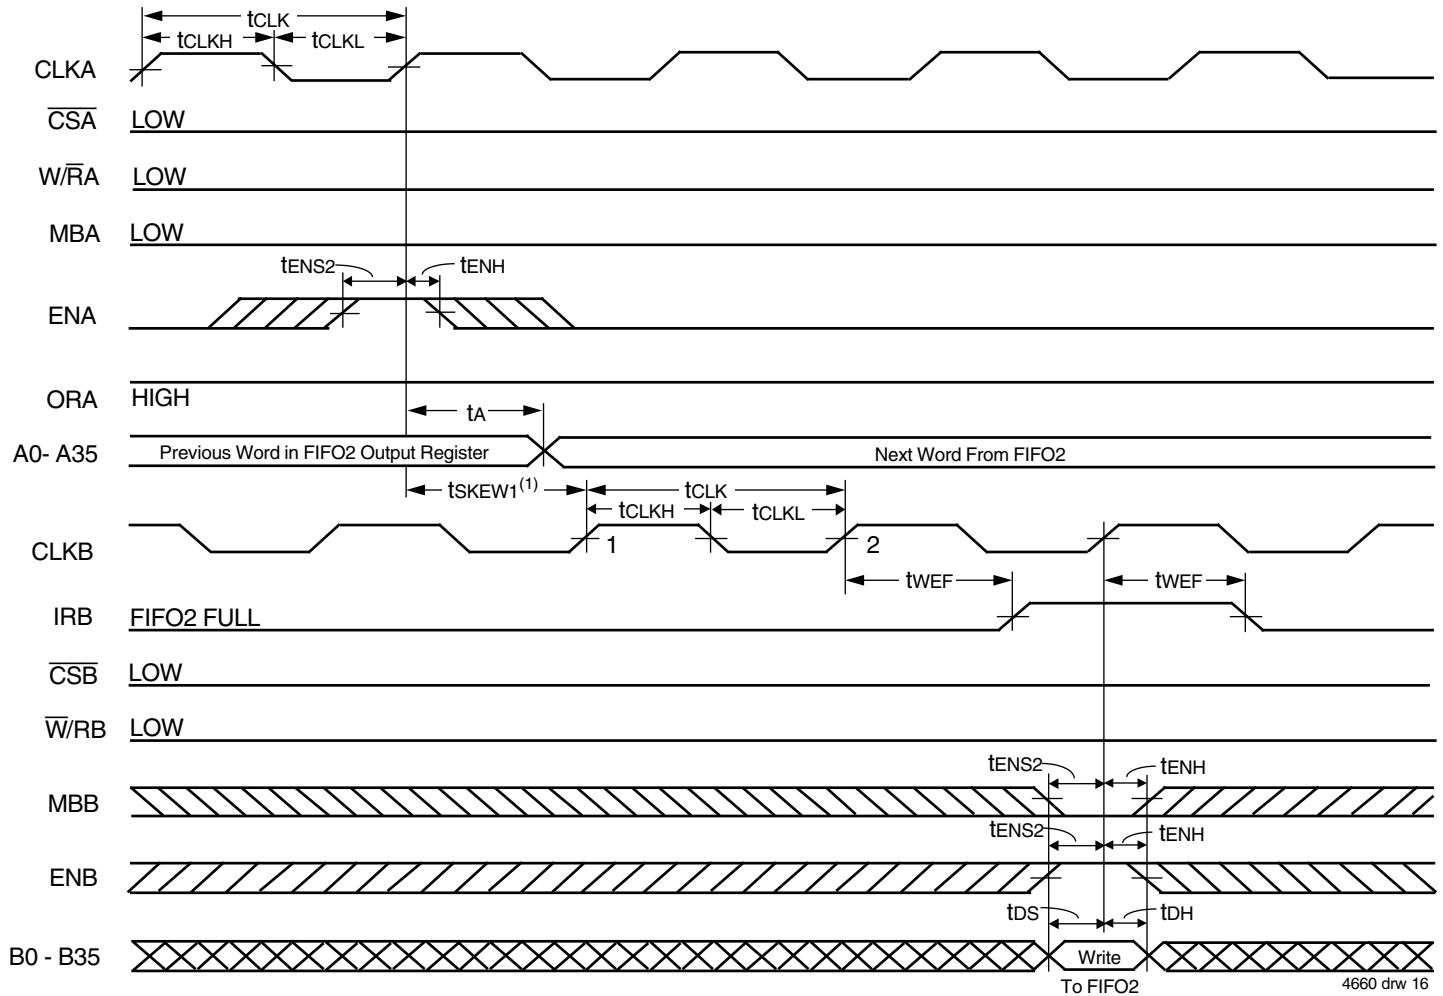 tCLK
tCLKH tCLKL
CLKA
C̅S̅A̅ LOW
W/R̅A LOW
MBA LOW
tENS2 tENH
ENA
ORA HIGH
tA
A0- A35 Previous Word in FIFO2 Output Register Next Word From FIFO2
tSKEW1(1) tCLK
tCLKH tCLKL
CLKB 1 2
tWEF tWEF
IRB FIFO2 FULL
C̅S̅B̅ LOW
W̅/RB LOW
tENS2 tENH
MBB
tENS2 tENH
ENB
tDS tDH
B0 - B35 Write
To FIFO2
4660 drw 16